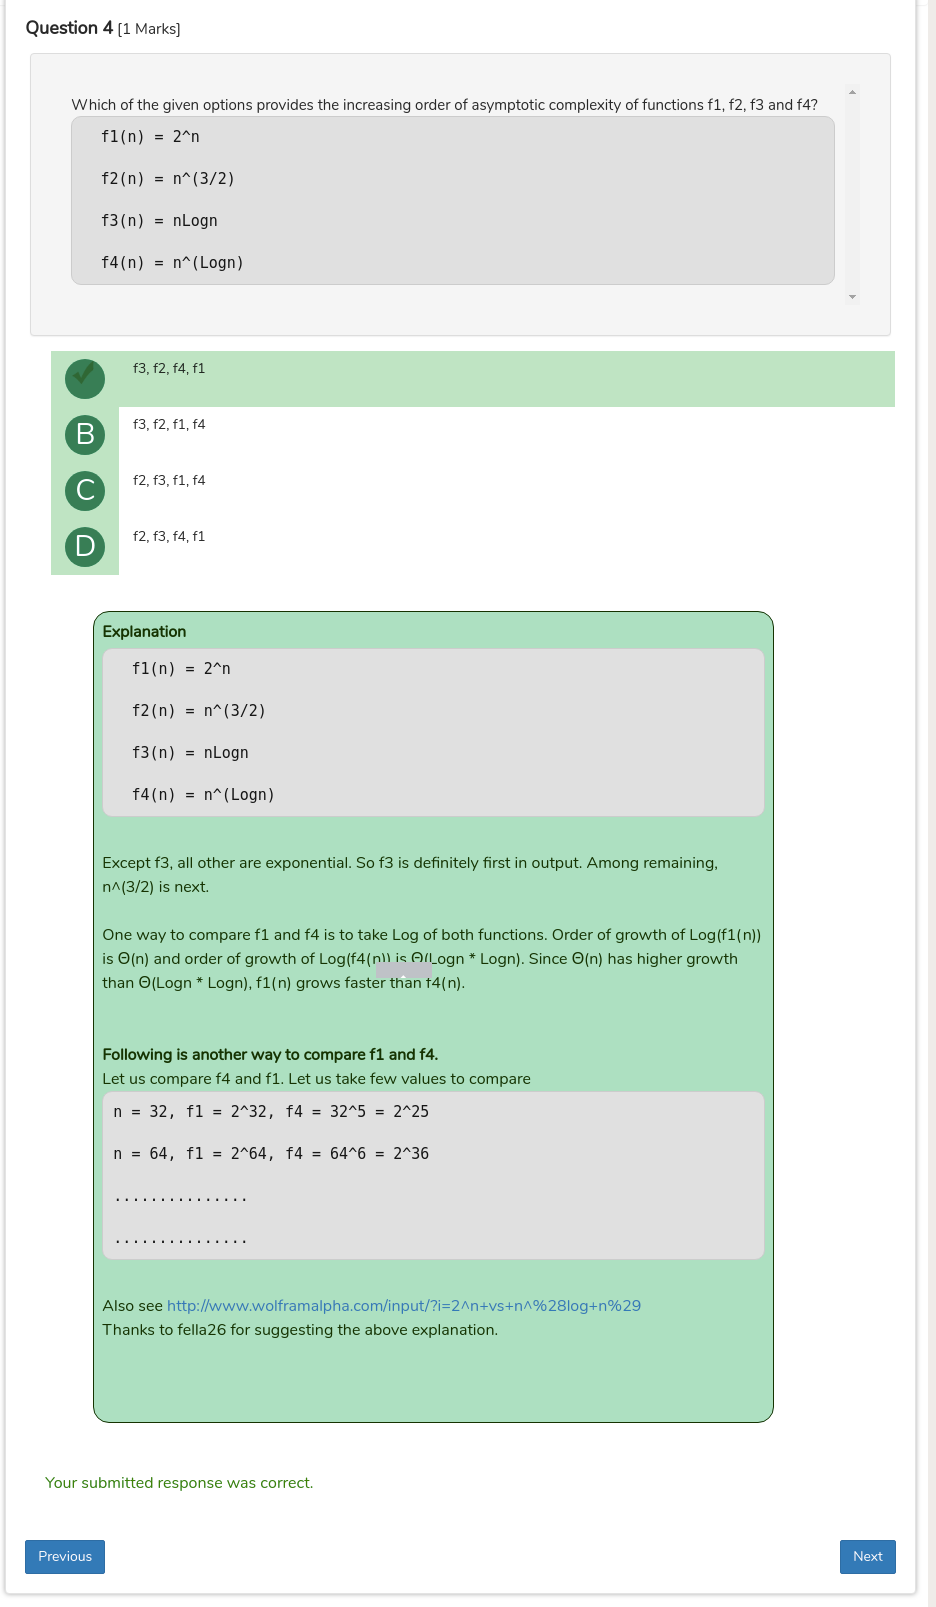 Question 4 [1 Marks]
Which of the given options provides the increasing order of asymptotic complexity of functions f1, f2, f3 and f4?
f1(n) = 2^n
f2(n) = n^(3/2)
f3(n) = nLogn
f4(n) = n^(Logn)
f3, f2, f4, f1
B
f3, f2, f1, f4
C
f2, f3, f1, f4
D
f2, f3, f4, f1
Explanation
f1(n) = 2^n
f2(n) = n^(3/2)
f3(n) = nLogn
f4(n) = n^(Logn)
Except f3, all other are exponential. So f3 is definitely first in output. Among remaining,
n^(3/2) is next.
One way to compare f1 and f4 is to take Log of both functions. Order of growth of Log(f1(n))
is Θ(n) and order of growth of Log(f4(n)) is Θ(Logn * Logn). Since Θ(n) has higher growth
than Θ(Logn * Logn), f1(n) grows faster than f4(n).
Following is another way to compare f1 and f4.
Let us compare f4 and f1. Let us take few values to compare
n = 32, f1 = 2^32, f4 = 32^5 = 2^25
n = 64, f1 = 2^64, f4 = 64^6 = 2^36
...............
...............
Also see http://www.wolframalpha.com/input/?i=2^n+vs+n^%28log+n%29
Thanks to fella26 for suggesting the above explanation.
Your submitted response was correct.
Previous
Next